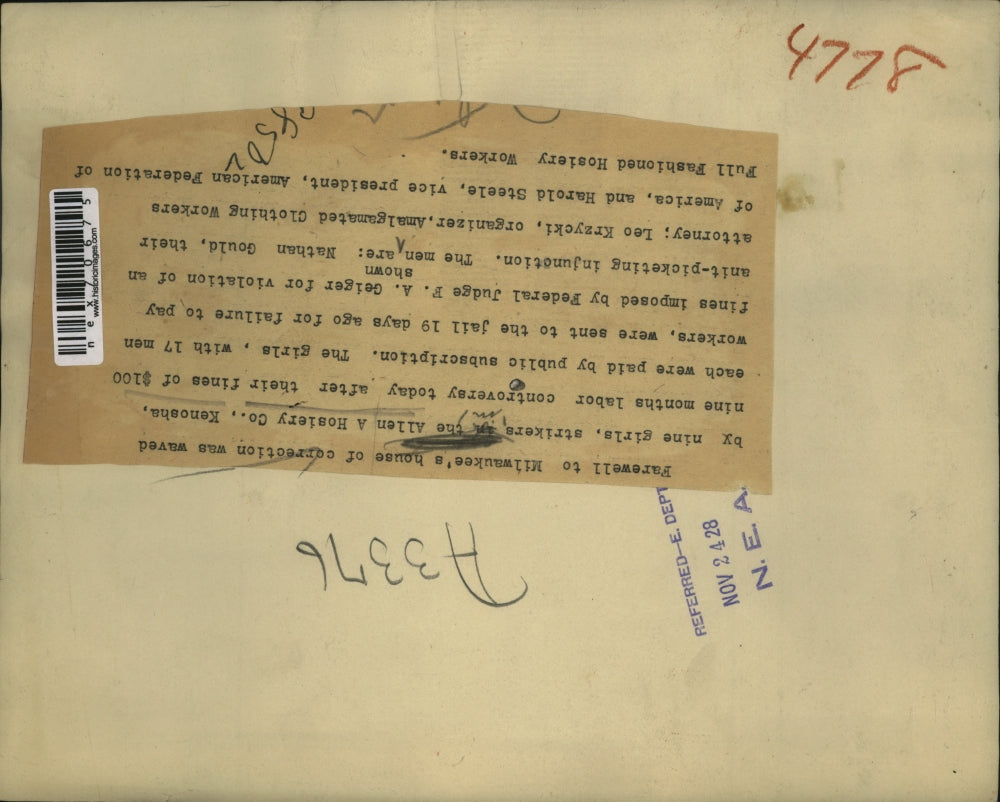 4778
Farewell to Milwaukee's house of correction was waved
by nine girls, strikers in the Allen A Hosiery Co., Kenosha,
nine months labor controversy today after their fines of $100
each were paid by public subscription. The girls , with 17 men
workers, were sent to the jail 19 days ago for failure to pay
fines imposed by Federal Judge F. A. Geiger for violation of an
anit-picketing injunction. The men shown are: Nathan Gould, their
attorney; Leo Krzycki, organizer,Amalgamated Clothing Workers
of America, and Harold Steele, vice president, American Federation of
Full Fashioned Hosiery Workers.
nex70675
www.historicimages.com
REFERRED-E. DEPT
NOV 24 28
N. E. A.
A3376